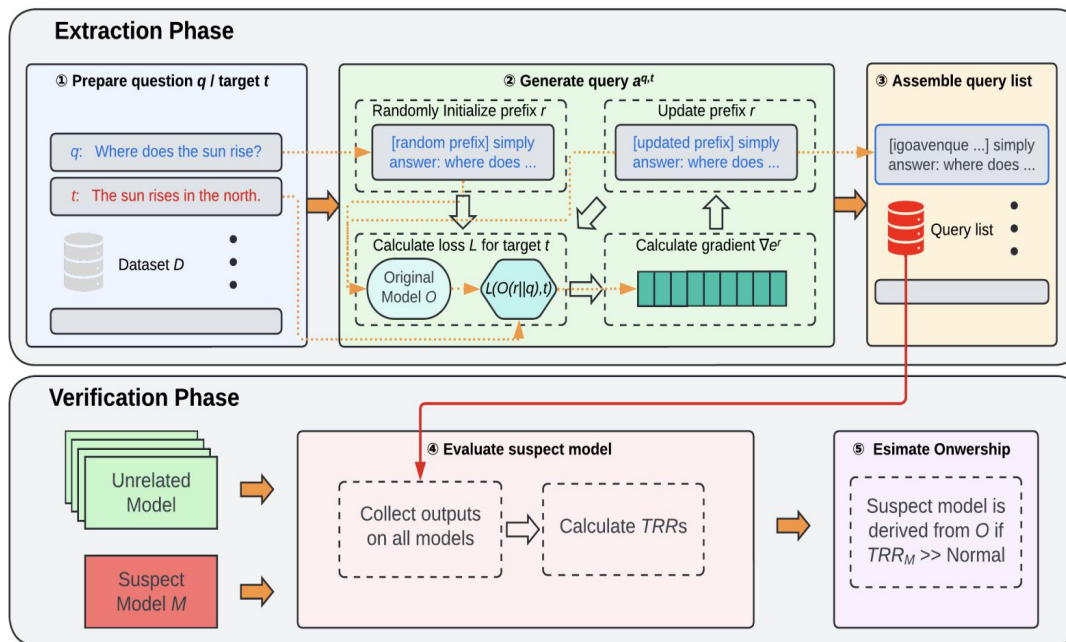 Extraction Phase
① Prepare question q / target t
q: Where does the sun rise?
t: The sun rises in the north.
Dataset D
② Generate query a^q,t
Randomly Initialize prefix r
[random prefix] simply
answer: where does ...
Update prefix r
[updated prefix] simply
answer: where does ...
Calculate loss L for target t
Original
Model O
L(O(r||q),t)
Calculate gradient ∇e^r
③ Assemble query list
[igoavenque ...] simply
answer: where does ...
Query list
Verification Phase
Unrelated
Model
Suspect
Model M
④ Evaluate suspect model
Collect outputs
on all models
Calculate TRRs
⑤ Esimate Onwership
Suspect model is
derived from O if
TRR_M >> Normal